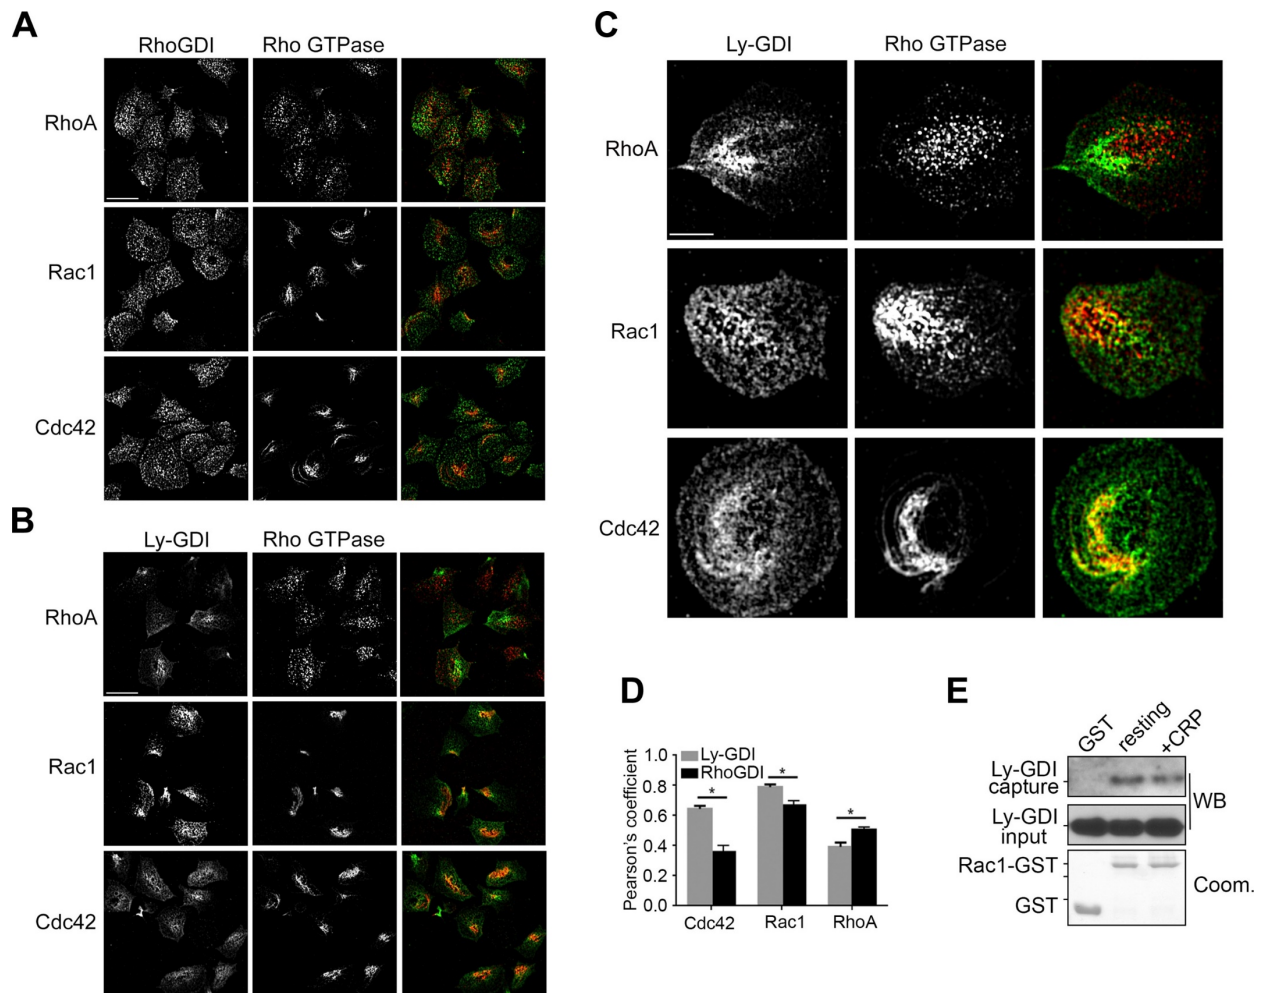 A
RhoGDI Rho GTPase
RhoA
Rac1
Cdc42
B
Ly-GDI Rho GTPase
RhoA
Rac1
Cdc42
C
Ly-GDI Rho GTPase
RhoA
Rac1
Cdc42
D
Pearson's coefficient
1.0
0.8
0.6
0.4
0.2
0.0
Ly-GDI
RhoGDI
* * *
Cdc42 Rac1 RhoA
E
GST resting +CRP
Ly-GDI
capture
Ly-GDI
input
WB
Rac1-GST
GST
Coom.